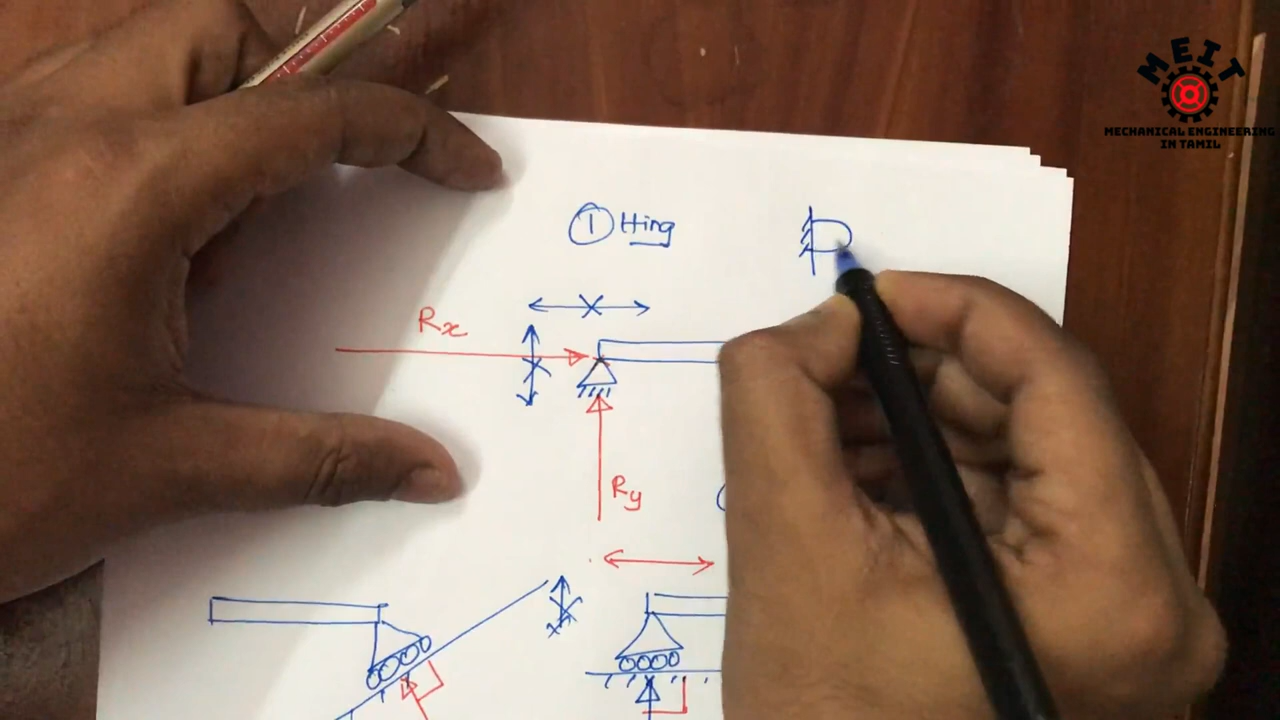 MEIT
MECHANICAL ENGINEERING
IN TAMIL
① Hing
Rx
Ry